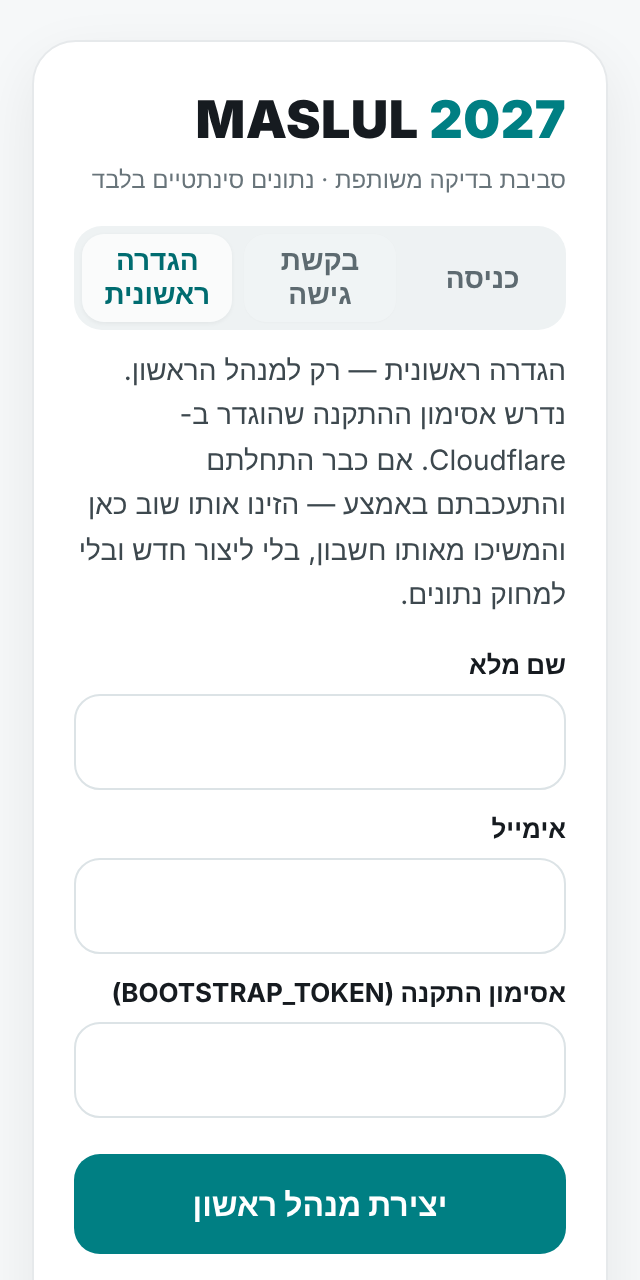 MASLUL 2027
סביבת בדיקה משותפת · נתונים סינתטיים בלבד
כניסה
בקשת
גישה
הגדרה
ראשונית
הגדרה ראשונית — רק למנהל הראשון.
נדרש אסימון ההתקנה שהוגדר ב-
Cloudflare. אם כבר התחלתם
והתעכבתם באמצע — הזינו אותו שוב כאן
והמשיכו מאותו חשבון, בלי ליצור חדש ובלי
למחוק נתונים.
שם מלא
אימייל
אסימון התקנה (BOOTSTRAP_TOKEN)
יצירת מנהל ראשון